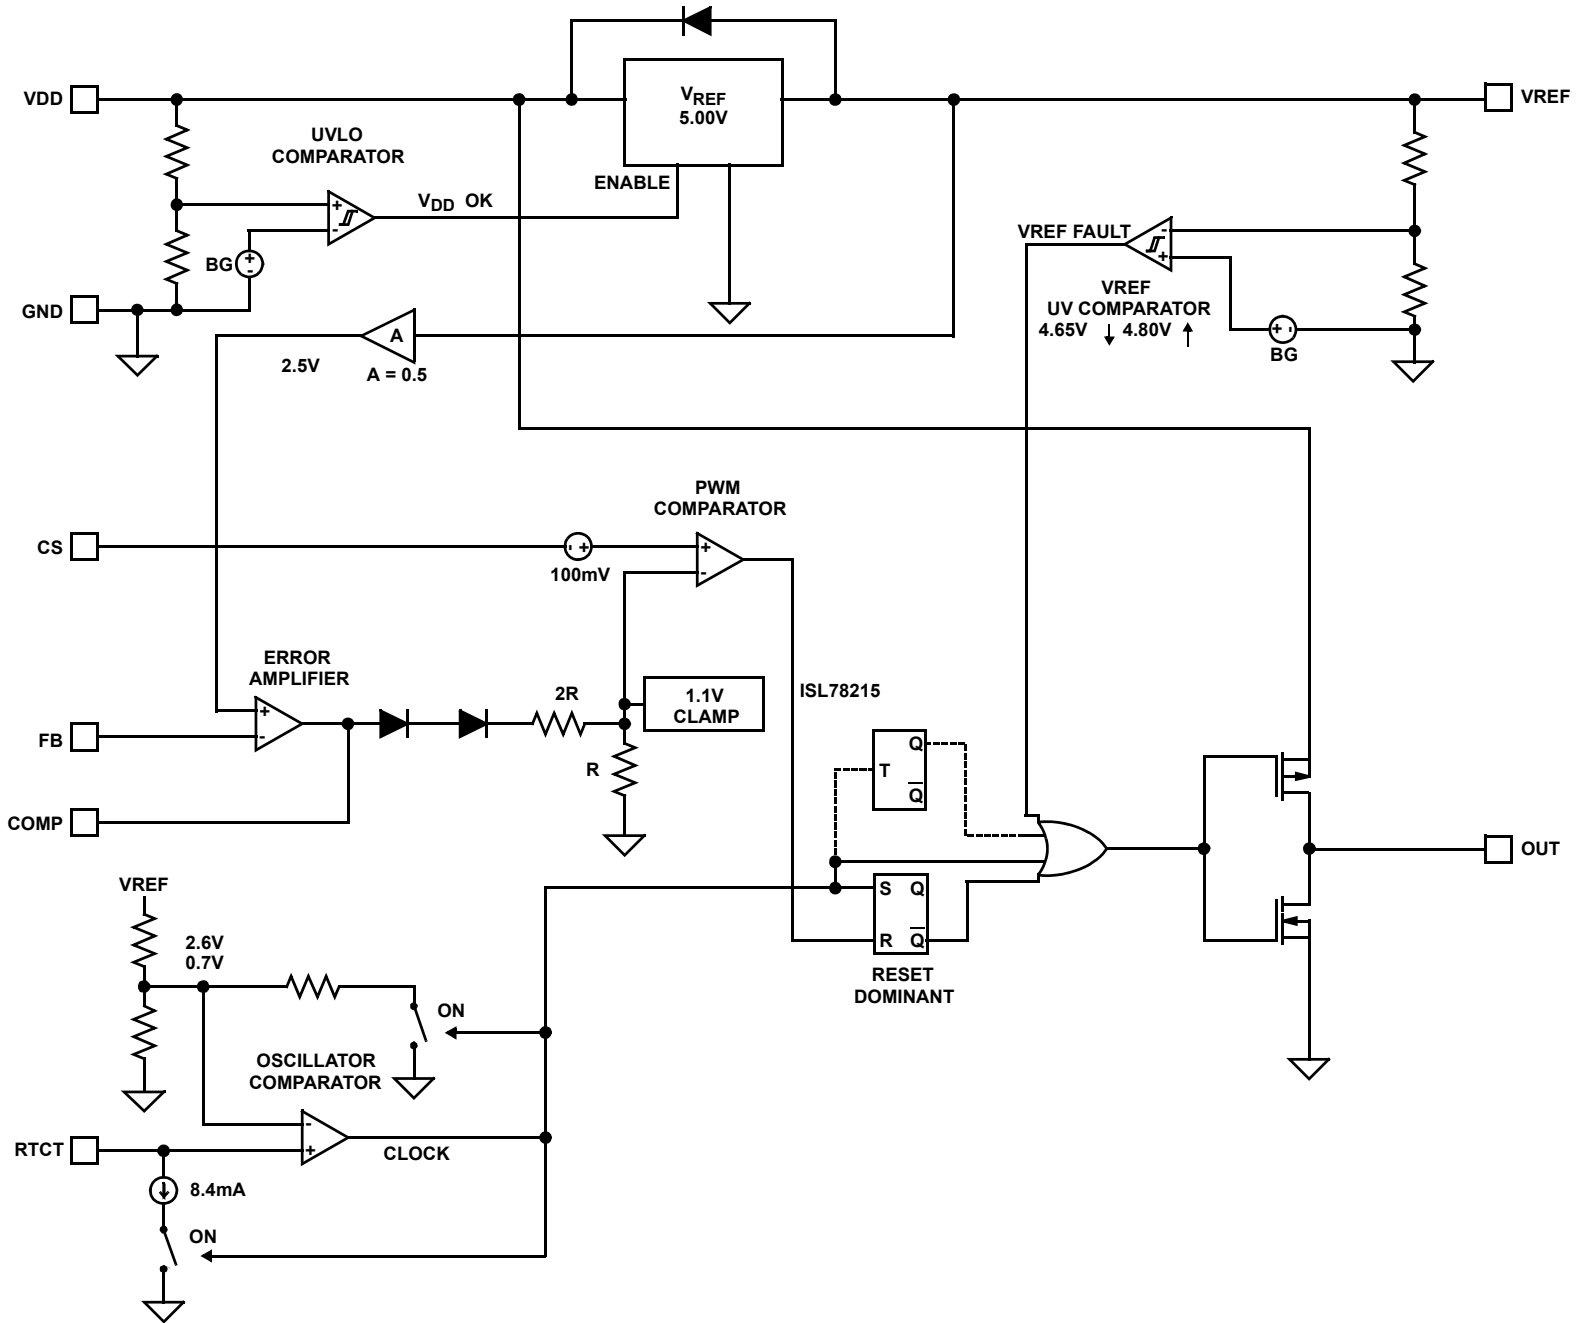 VDD
V_REF
5.00V
VREF
UVLO
COMPARATOR
ENABLE
V_DD OK
+
-
BG
+
-
GND
VREF FAULT
-
+
VREF
UV COMPARATOR
4.65V ↓ 4.80V ↑
+ -
BG
A
2.5V
A = 0.5
PWM
COMPARATOR
CS
- +
100mV
+
-
ERROR
AMPLIFIER
2R
1.1V
CLAMP
ISL78215
+
-
FB
R
Q
T
Q̅
COMP
OUT
VREF
S Q
R Q̅
2.6V
0.7V
RESET
DOMINANT
ON
OSCILLATOR
COMPARATOR
-
+
RTCT
CLOCK
8.4mA
ON